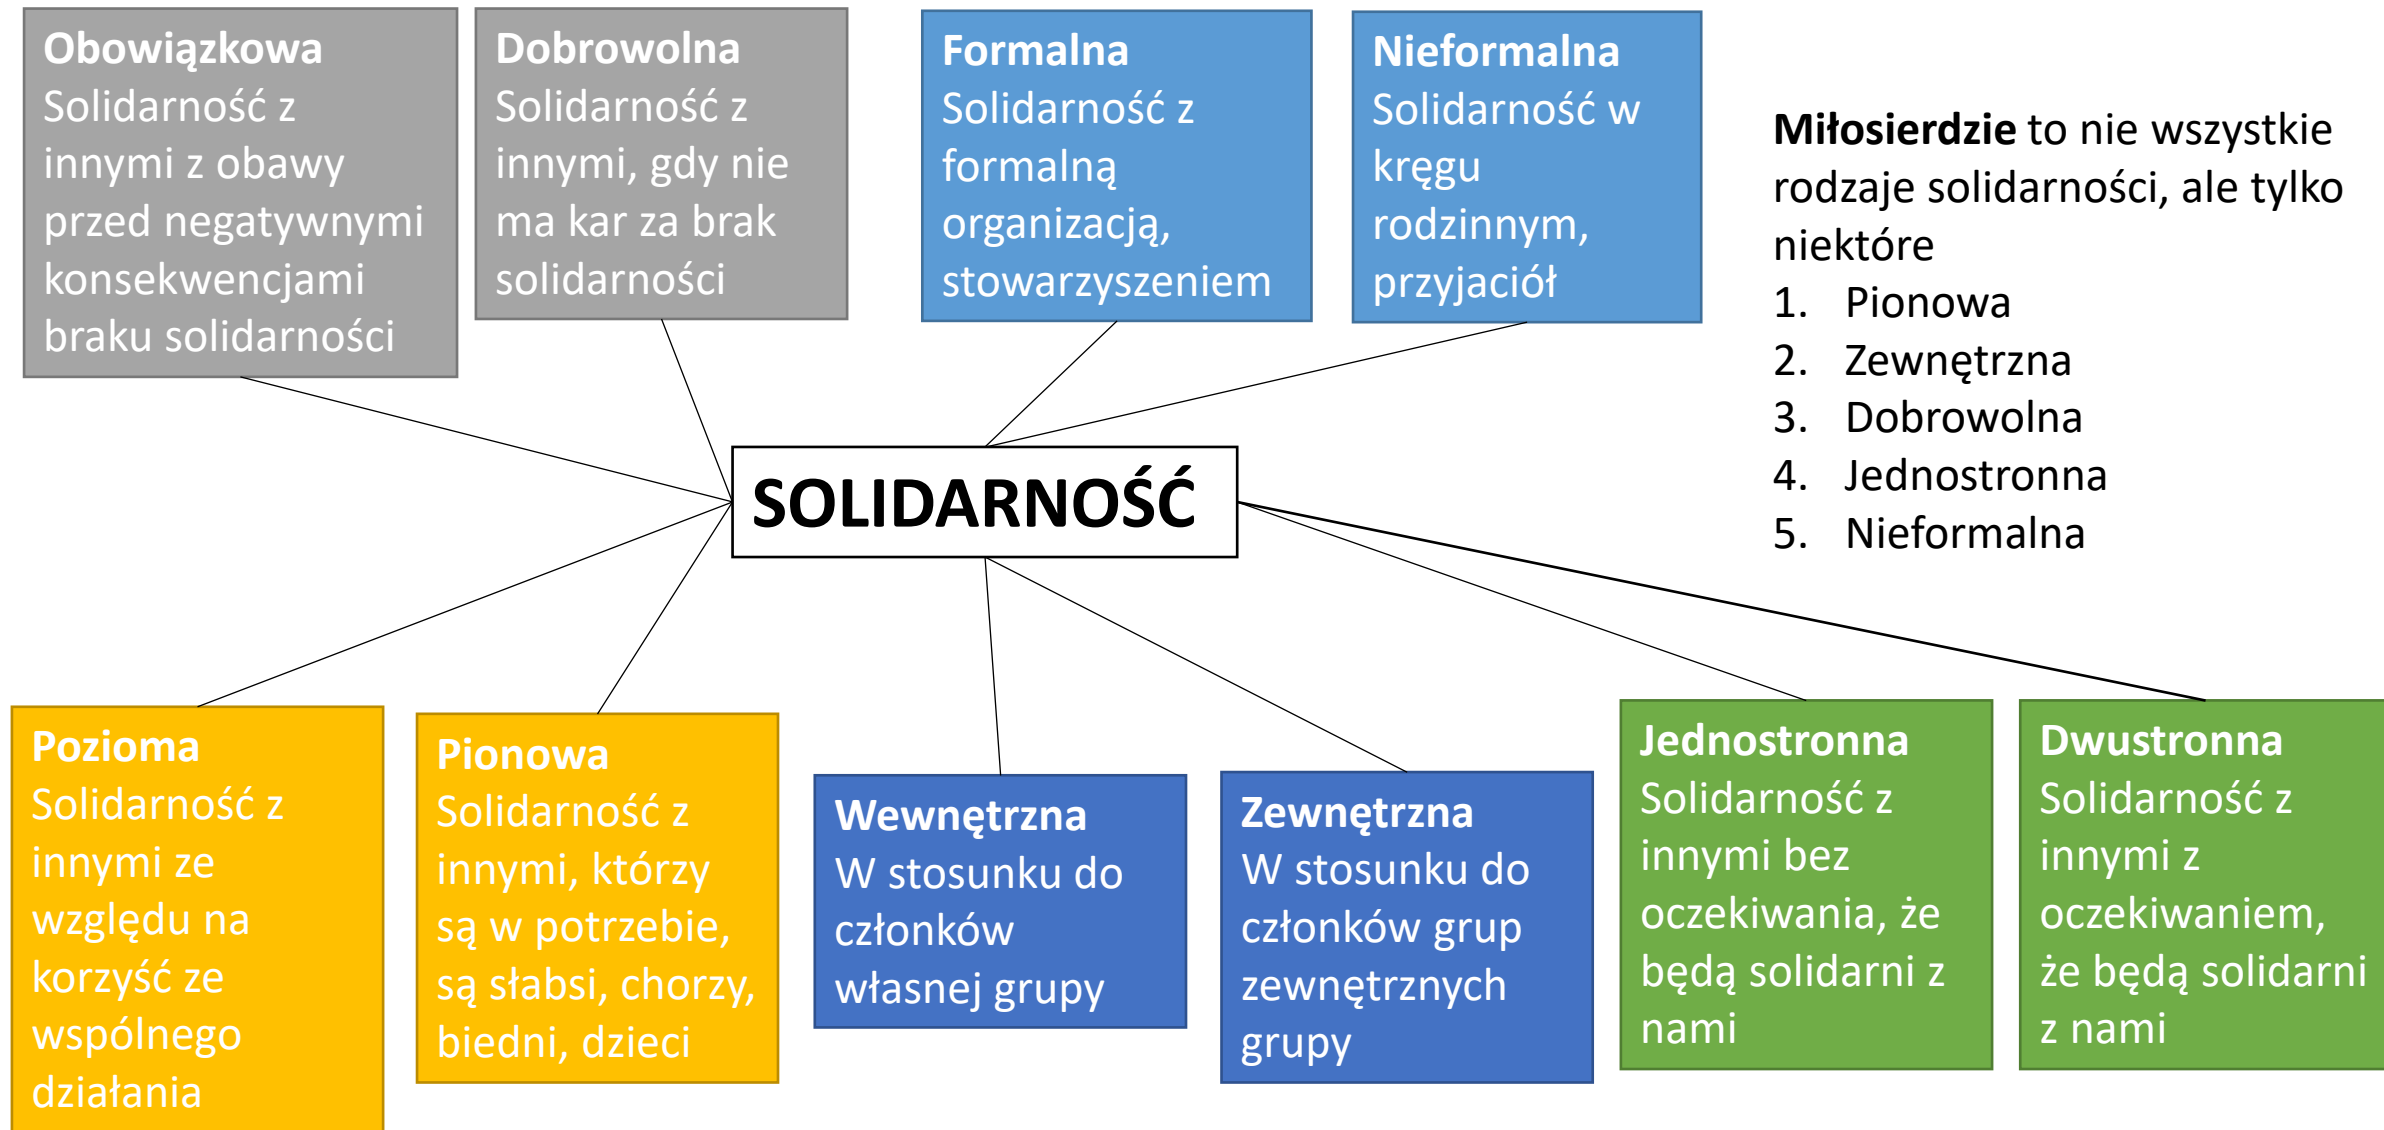 Obowiązkowa
Solidarność z
innymi z obawy
przed negatywnymi
konsekwencjami
braku solidarności
Dobrowolna
Solidarność z
innymi, gdy nie
ma kar za brak
solidarności
Formalna
Solidarność z
formalną
organizacją,
stowarzyszeniem
Nieformalna
Solidarność w
kręgu
rodzinnym,
przyjaciół
Miłosierdzie to nie wszystkie
rodzaje solidarności, ale tylko
niektóre
1. Pionowa
2. Zewnętrzna
3. Dobrowolna
4. Jednostronna
5. Nieformalna
SOLIDARNOŚĆ
Pozioma
Solidarność z
innymi ze
względu na
korzyść ze
wspólnego
działania
Pionowa
Solidarność z
innymi, którzy
są w potrzebie,
są słabsi, chorzy,
biedni, dzieci
Wewnętrzna
W stosunku do
członków
własnej grupy
Zewnętrzna
W stosunku do
członków grup
zewnętrznych
grupy
Jednostronna
Solidarność z
innymi bez
oczekiwania, że
będą solidarni z
nami
Dwustronna
Solidarność z
innymi z
oczekiwaniem,
że będą solidarni
z nami